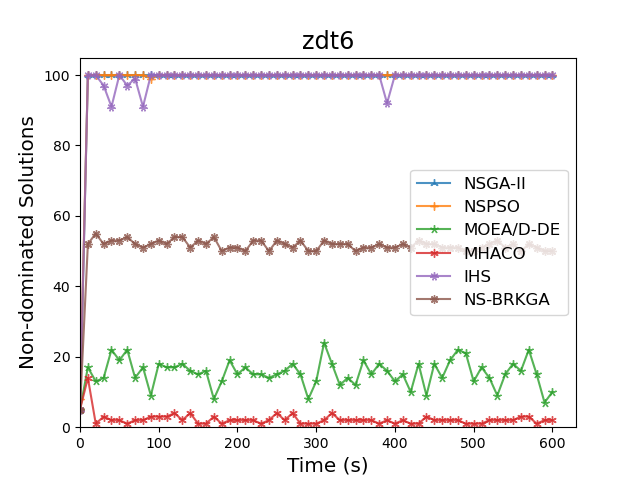 zdt6
Non-dominated Solutions
100
80
60
40
20
0
NSGA-II
NSPSO
MOEA/D-DE
MHACO
IHS
NS-BRKGA
0 100 200 300 400 500 600
Time (s)